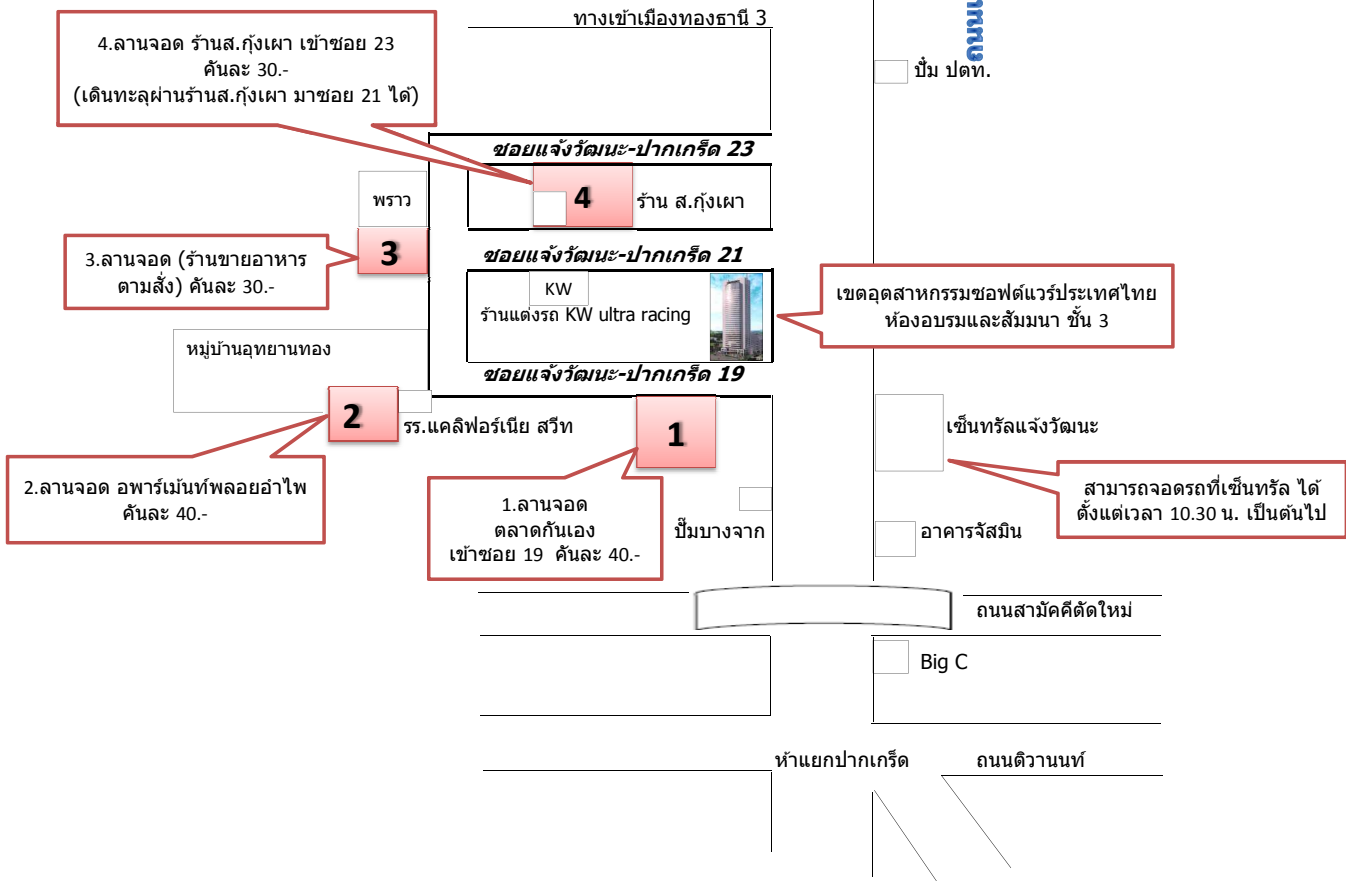 ทางเข้าเมืองทองธานี 3
4.ลานจอด ร้านส.กุ้งเผา เข้าซอย 23
คันละ 30.-
(เดินทะลุผ่านร้านส.กุ้งเผา มาซอย 21 ได้)
ปั๊ม ปตท.
ซอยแจ้งวัฒนะ-ปากเกร็ด 23
พราว
4
ร้าน ส.กุ้งเผา
3.ลานจอด (ร้านขายอาหาร
ตามสั่ง) คันละ 30.-
3
ซอยแจ้งวัฒนะ-ปากเกร็ด 21
KW
ร้านแต่งรถ KW ultra racing
เขตอุตสาหกรรมซอฟต์แวร์ประเทศไทย
ห้องอบรมและสัมมนา ชั้น 3
หมู่บ้านอุทยานทอง
ซอยแจ้งวัฒนะ-ปากเกร็ด 19
2
รร.แคลิฟอร์เนีย สวีท
1
เซ็นทรัลแจ้งวัฒนะ
2.ลานจอด อพาร์เม้นท์พลอยอำไพ
คันละ 40.-
1.ลานจอด
ตลาดกันเอง
เข้าซอย 19 คันละ 40.-
ปั๊มบางจาก
สามารถจอดรถที่เซ็นทรัล ได้
ตั้งแต่เวลา 10.30 น. เป็นต้นไป
อาคารจัสมิน
ถนนสามัคคีตัดใหม่
Big C
ห้าแยกปากเกร็ด
ถนนติวานนท์